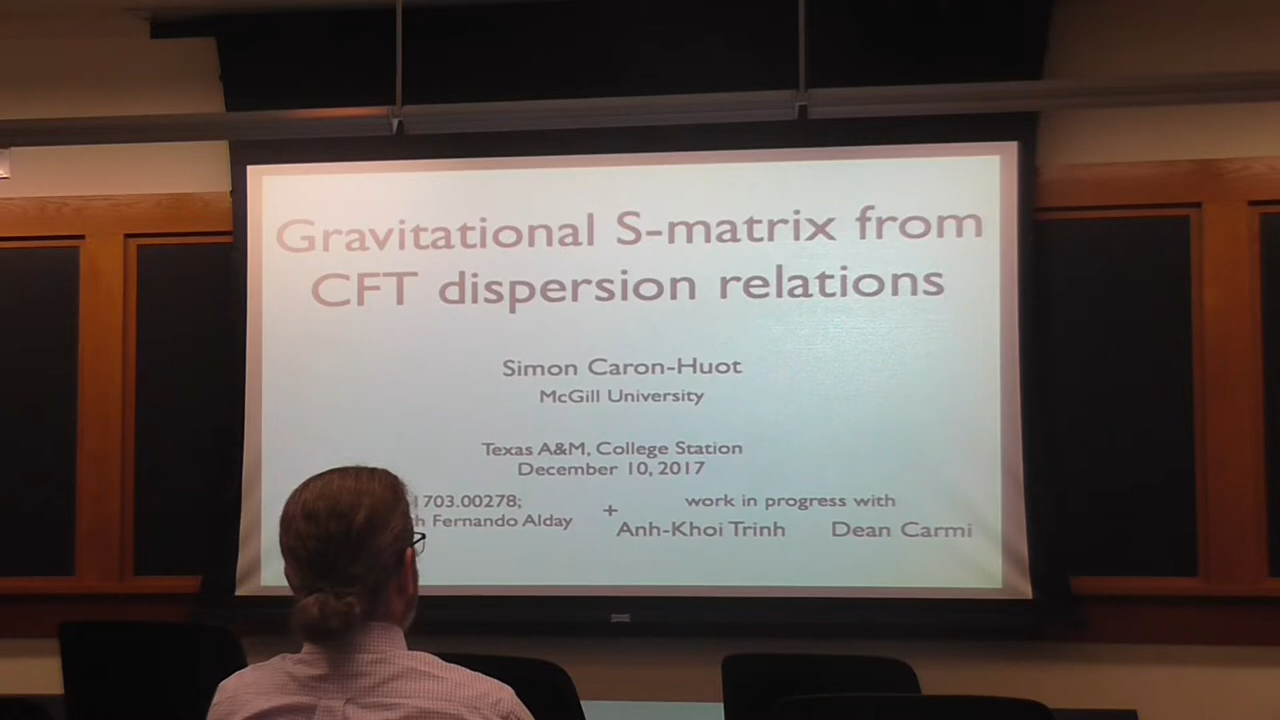 Gravitational S-matrix from
CFT dispersion relations
Simon Caron-Huot
McGill University
Texas A&M, College Station
December 10, 2017
1703.00278;
Fernando Alday
+
work in progress with
Anh-Khoi Trinh Dean Carmi